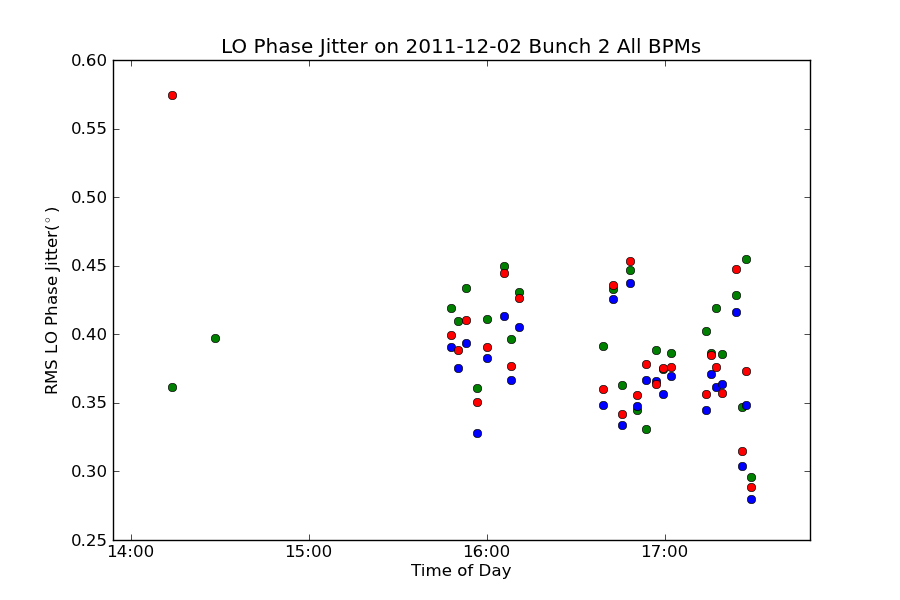 LO Phase Jitter on 2011-12-02 Bunch 2 All BPMs
0.60
0.55
0.50
0.45
0.40
0.35
0.30
0.25
RMS LO Phase Jitter(°)
14:00 15:00 16:00 17:00
Time of Day